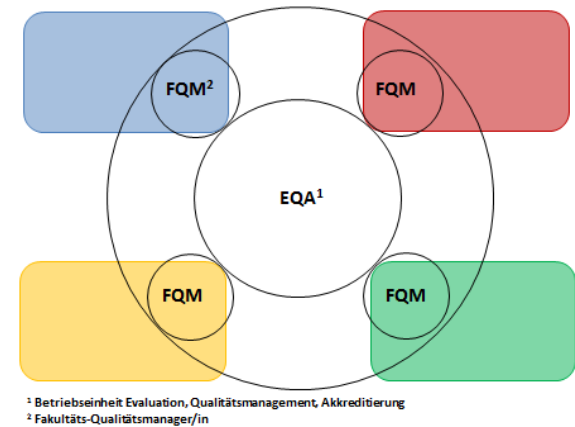 FQM²
FQM
EQA¹
FQM
FQM
¹ Betriebseinheit Evaluation, Qualitätsmanagement, Akkreditierung
² Fakultäts-Qualitätsmanager/in